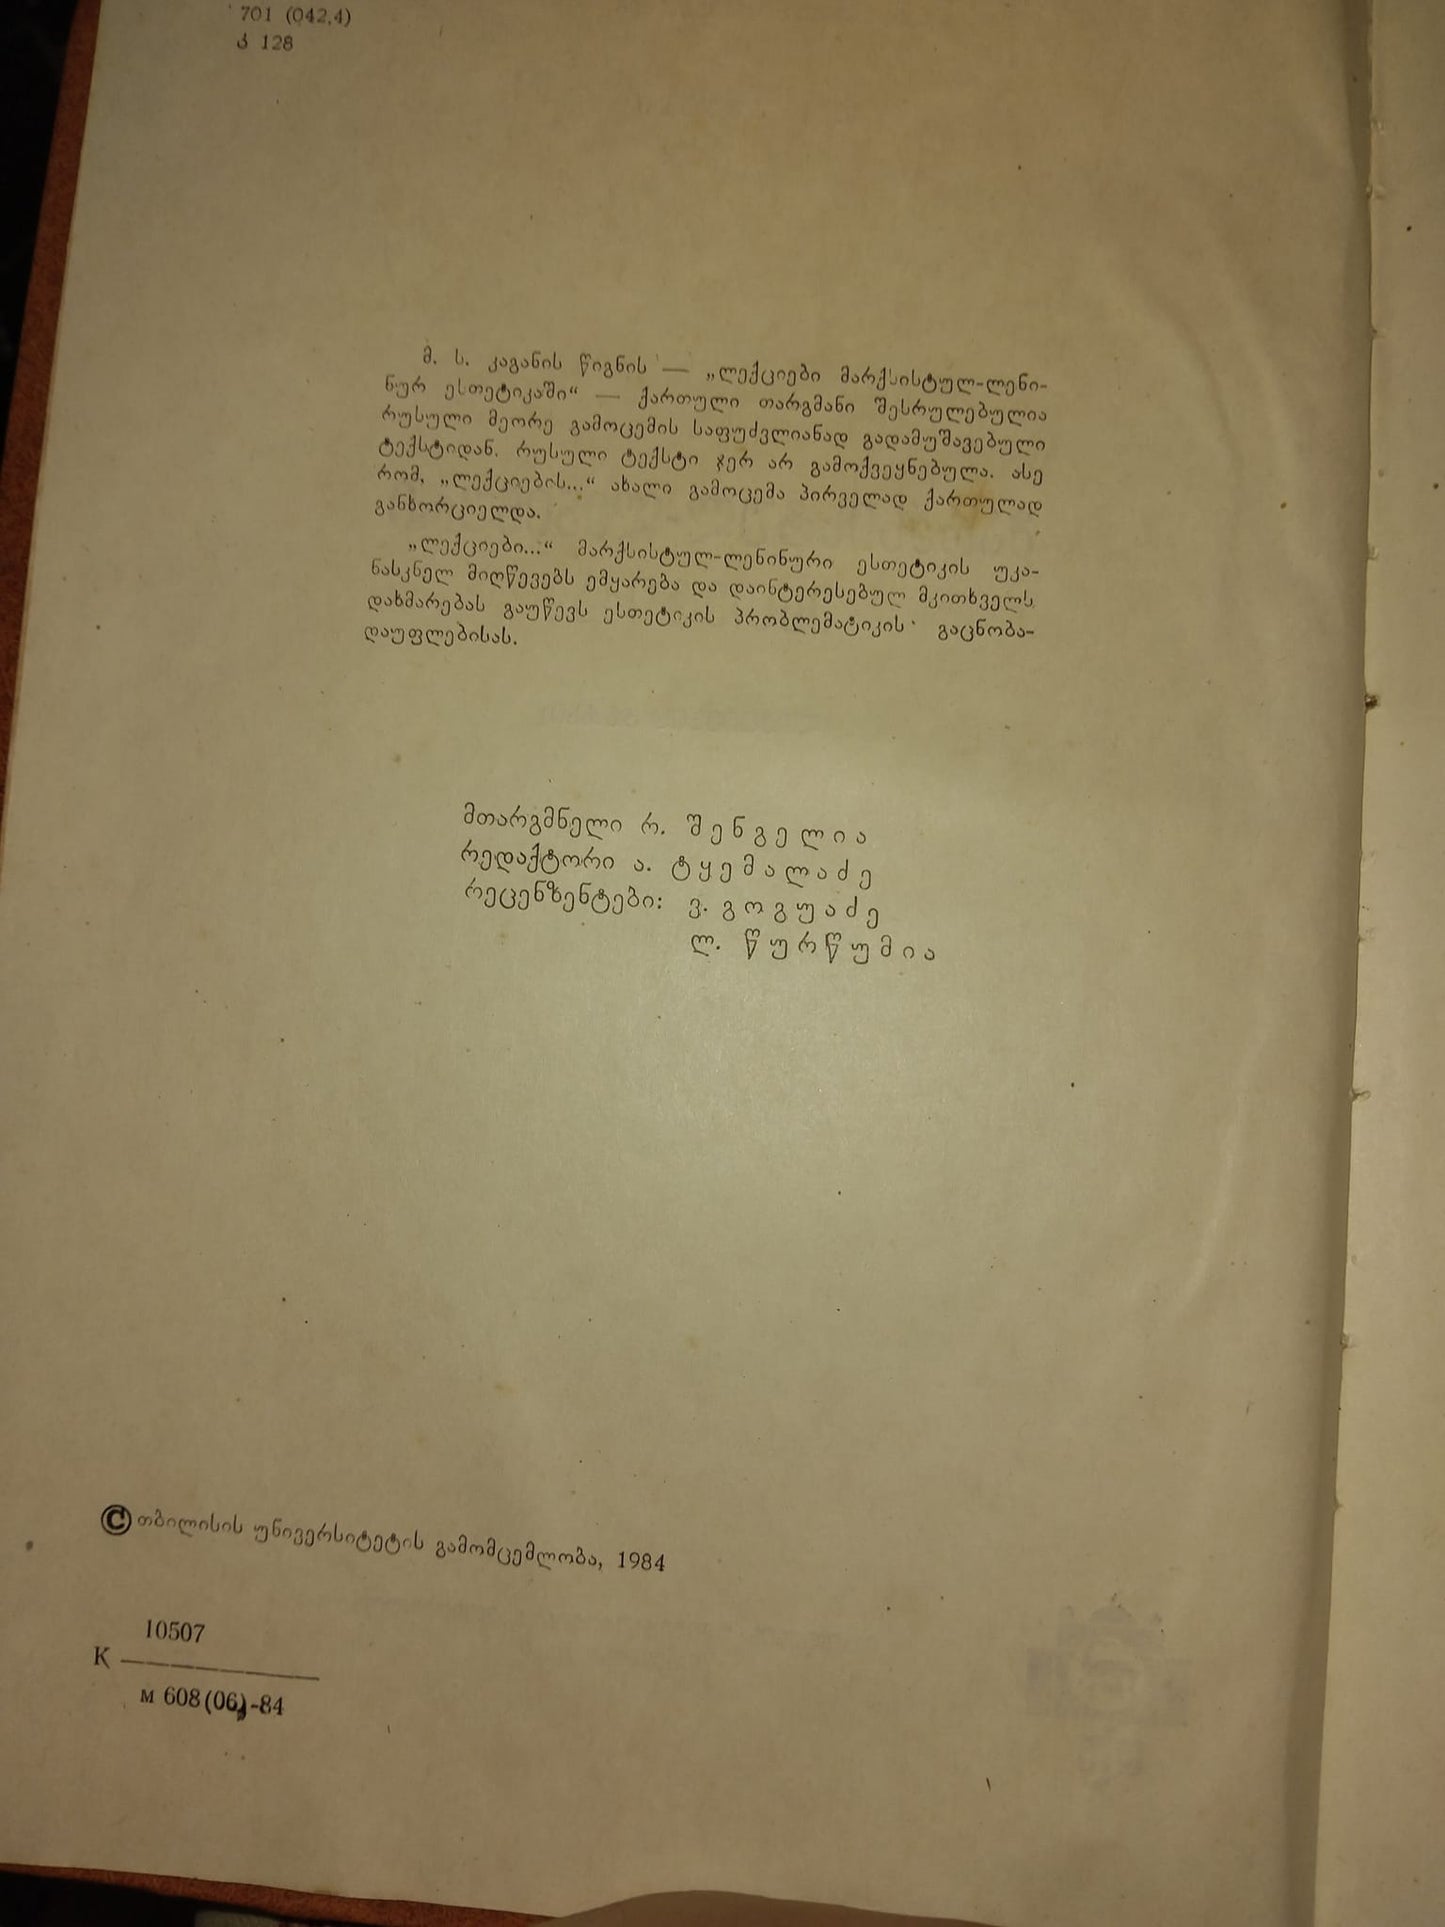 701 (042.4)
კ 128
მ. ს. კაგანის წიგნის — „ლექციები მარქსისტულ-ლენი-
ნურ ესთეტიკაში“ — ქართული თარგმანი შესრულებულია
რუსული მეორე გამოცემის საფუძვლიანად გადამუშავებული
ტექსტიდან. რუსული ტექსტი ჯერ არ გამოქვეყნებულა. ასე
რომ, „ლექციების...“ ახალი გამოცემა პირველად ქართულად
განხორციელდა.
„ლექციები...“ მარქსისტულ-ლენინური ესთეტიკის უკა-
ნასკნელ მიღწევებს ემყარება და დაინტერესებულ მკითხველს
დახმარებას გაუწევს ესთეტიკის პრობლემატიკის გაცნობა-
დაუფლებისას.
მთარგმნელი რ. შენგელია
რედაქტორი ა. ტყემალაძე
რეცენზენტები: ვ. გოგუაძე
ლ. წურწუმია
© თბილისის უნივერსიტეტის გამომცემლობა, 1984
10507
К
м 608(06)-84